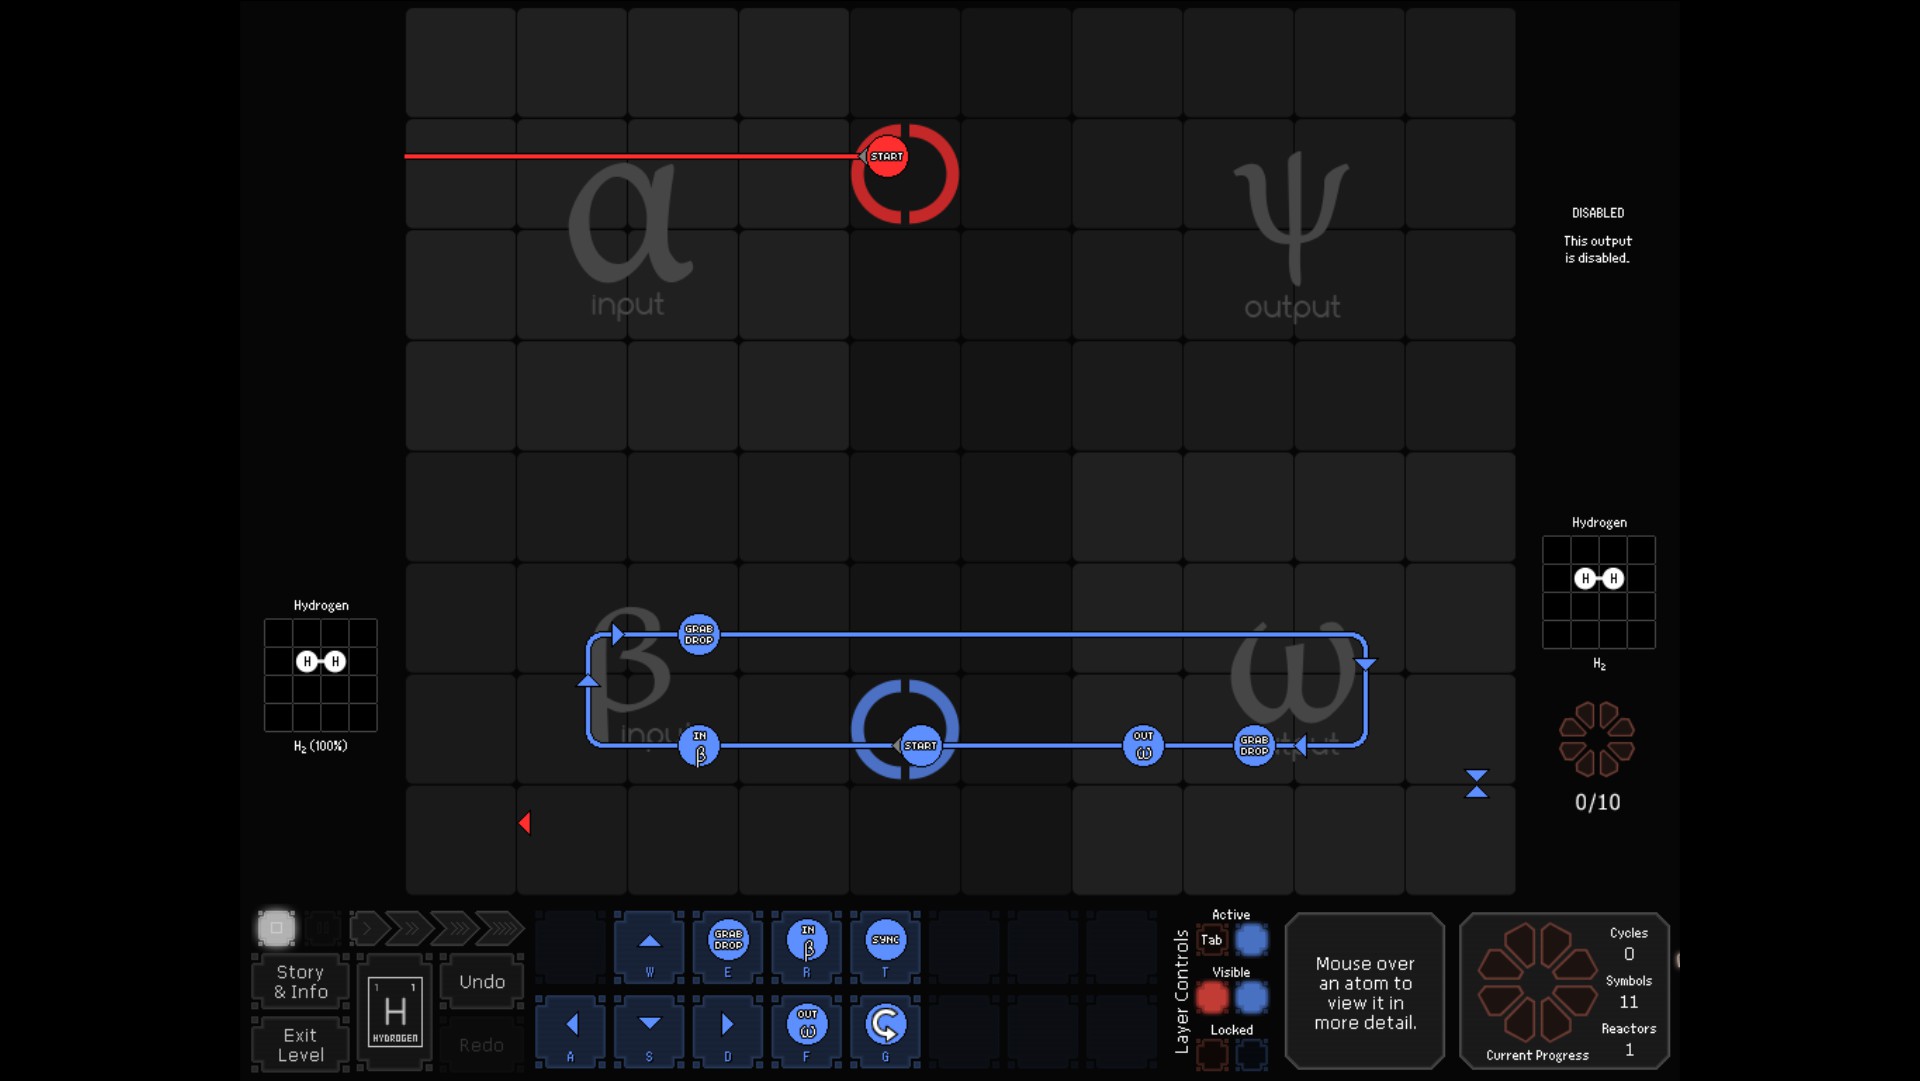 START
α
input
ψ
output
DISABLED
This output
is disabled.
Hydrogen
H H
H₂
0/10
Hydrogen
H H
H₂ (100%)
GRAB
DROP
β
input
ω
IN
β
START
OUT
(ω)
GRAB
DROP
Story
& Info
Exit
Level
1 1
H
HYDROGEN
Undo
Redo
W
GRAB
DROP
E
IN
β
R
SYNC
T
A
S
D
OUT
(ω)
F
G
Layer Controls
Active
Tab
Visible
Locked
Mouse over
an atom to
view it in
more detail.
Cycles
0
Symbols
11
Reactors
1
Current Progress